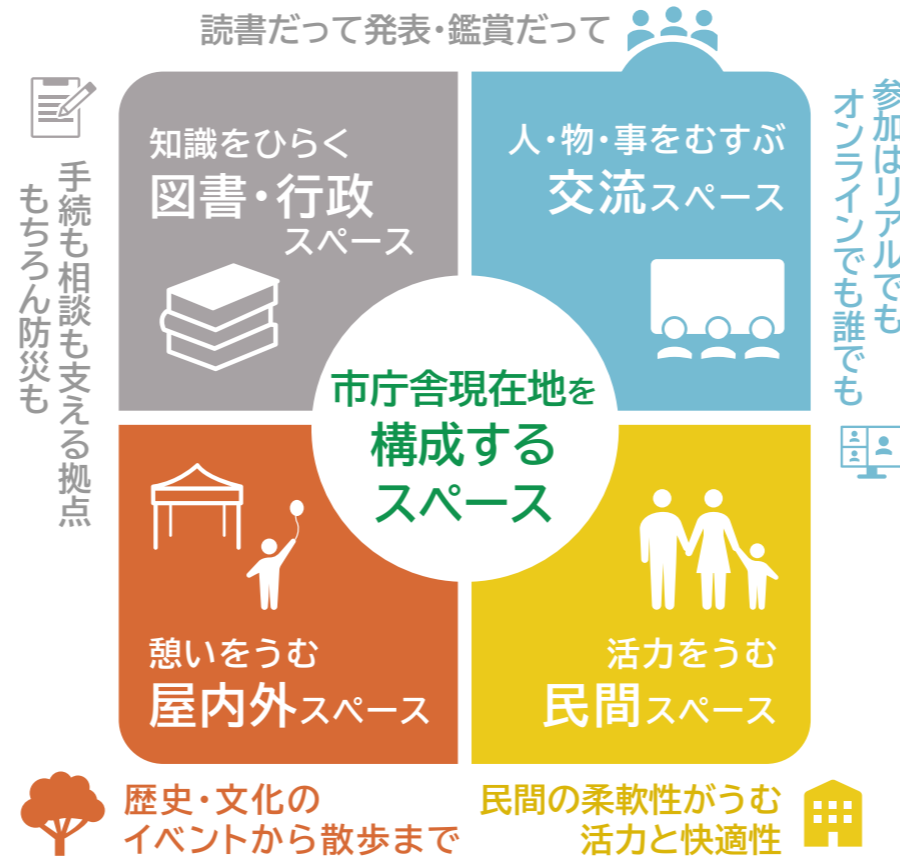 読書だって発表・鑑賞だって
手続も相談も支える拠点
もちろん防災も
知識をひらく
図書・行政
スペース
人・物・事をむすぶ
交流スペース
参加はリアルでも
オンラインでも誰でも
市庁舎現在地を
構成する
スペース
憩いをうむ
屋内外スペース
活力をうむ
民間スペース
歴史・文化の
イベントから散歩まで
民間の柔軟性がうむ
活力と快適性